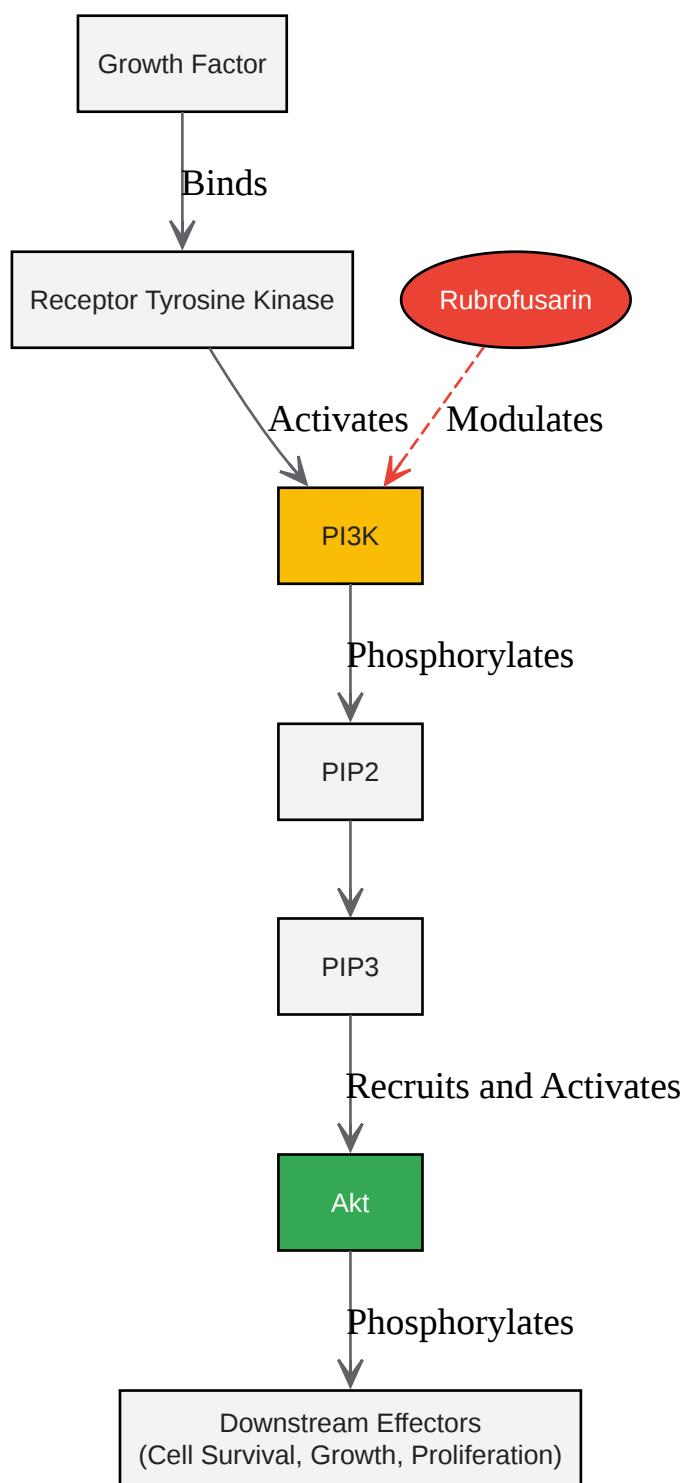 Growth Factor
Binds
Receptor Tyrosine Kinase
Rubrofusarin
Activates
Modulates
PI3K
Phosphorylates
PIP2
PIP3
Recruits and Activates
Akt
Phosphorylates
Downstream Effectors
(Cell Survival, Growth, Proliferation)